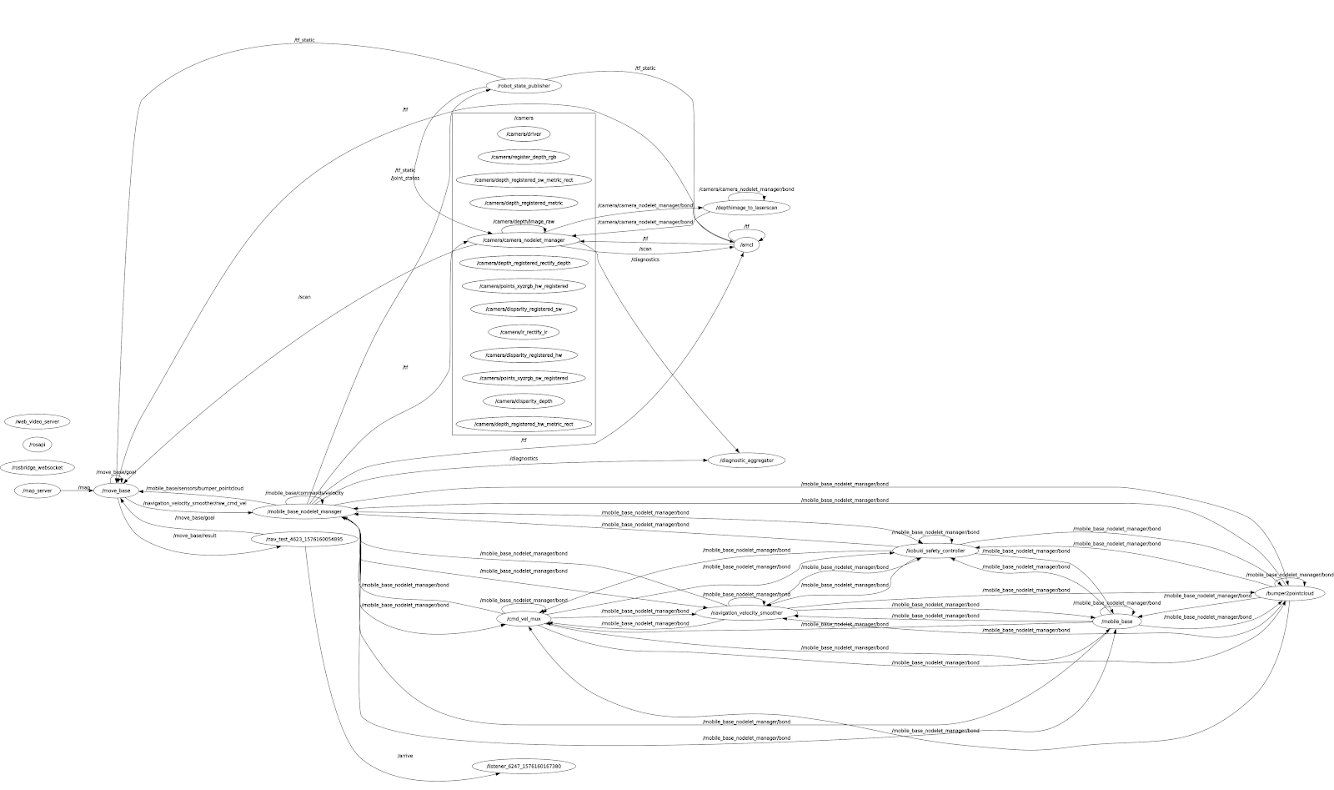 /tf_static
/tf_static
/robot_state_publisher
/tf
/camera
/camera/driver
/camera/register_depth_rgb
/tf_static
/joint_states
/camera/depth_registered_sw_metric_rect
/camera/camera_nodelet_manager/bond
/camera/depth_registered_metric
/camera/camera_nodelet_manager/bond
/depthimage_to_laserscan
/camera/depth/image_raw
/camera/camera_nodelet_manager/bond
/tf
/camera/camera_nodelet_manager
/tf
/amcl
/scan
/diagnostics
/camera/depth_registered_rectify_depth
/camera/points_xyzrgb_hw_registered
/scan
/camera/disparity_registered_sw
/camera/ir_rectify_ir
/camera/disparity_registered_hw
/tf
/camera/points_xyzrgb_sw_registered
/camera/disparity_depth
/web_video_server
/camera/depth_registered_hw_metric_rect
/rosapi
/tf
/rosbridge_websocket
/move_base/goal
/diagnostics
/diagnostic_aggregator
/map_server
/map
/move_base
/mobile_base/sensors/bumper_pointcloud
/mobile_base/commands/velocity
/mobile_base_nodelet_manager/bond
/navigation_velocity_smoother/raw_cmd_vel
/mobile_base_nodelet_manager
/mobile_base_nodelet_manager/bond
/move_base/goal
/mobile_base_nodelet_manager/bond
/mobile_base_nodelet_manager/bond
/move_base/result
/nav_test_4623_1576160054895
/mobile_base_nodelet_manager/bond
/mobile_base_nodelet_manager/bond
/mobile_base_nodelet_manager/bond
/kobuki_safety_controller
/mobile_base_nodelet_manager/bond
/mobile_base_nodelet_manager/bond
/mobile_base_nodelet_manager/bond
/mobile_base_nodelet_manager/bond
/mobile_base_nodelet_manager/bond
/mobile_base_nodelet_manager/bond
/mobile_base_nodelet_manager/bond
/mobile_base_nodelet_manager/bond
/mobile_base_nodelet_manager/bond
/mobile_base_nodelet_manager/bond
/bumper2pointcloud
/mobile_base_nodelet_manager/bond
/mobile_base_nodelet_manager/bond
/mobile_base_nodelet_manager/bond
/mobile_base_nodelet_manager/bond
/mobile_base_nodelet_manager/bond
/mobile_base_nodelet_manager/bond
/cmd_vel_mux
/mobile_base_nodelet_manager/bond
/navigation_velocity_smoother
/mobile_base_nodelet_manager/bond
/mobile_base_nodelet_manager/bond
/mobile_base
/mobile_base_nodelet_manager/bond
/mobile_base_nodelet_manager/bond
/mobile_base_nodelet_manager/bond
/mobile_base_nodelet_manager/bond
/mobile_base_nodelet_manager/bond
/mobile_base_nodelet_manager/bond
/mobile_base_nodelet_manager/bond
/mobile_base_nodelet_manager/bond
/mobile_base_nodelet_manager/bond
/arrive
/listener_6247_1576160167380